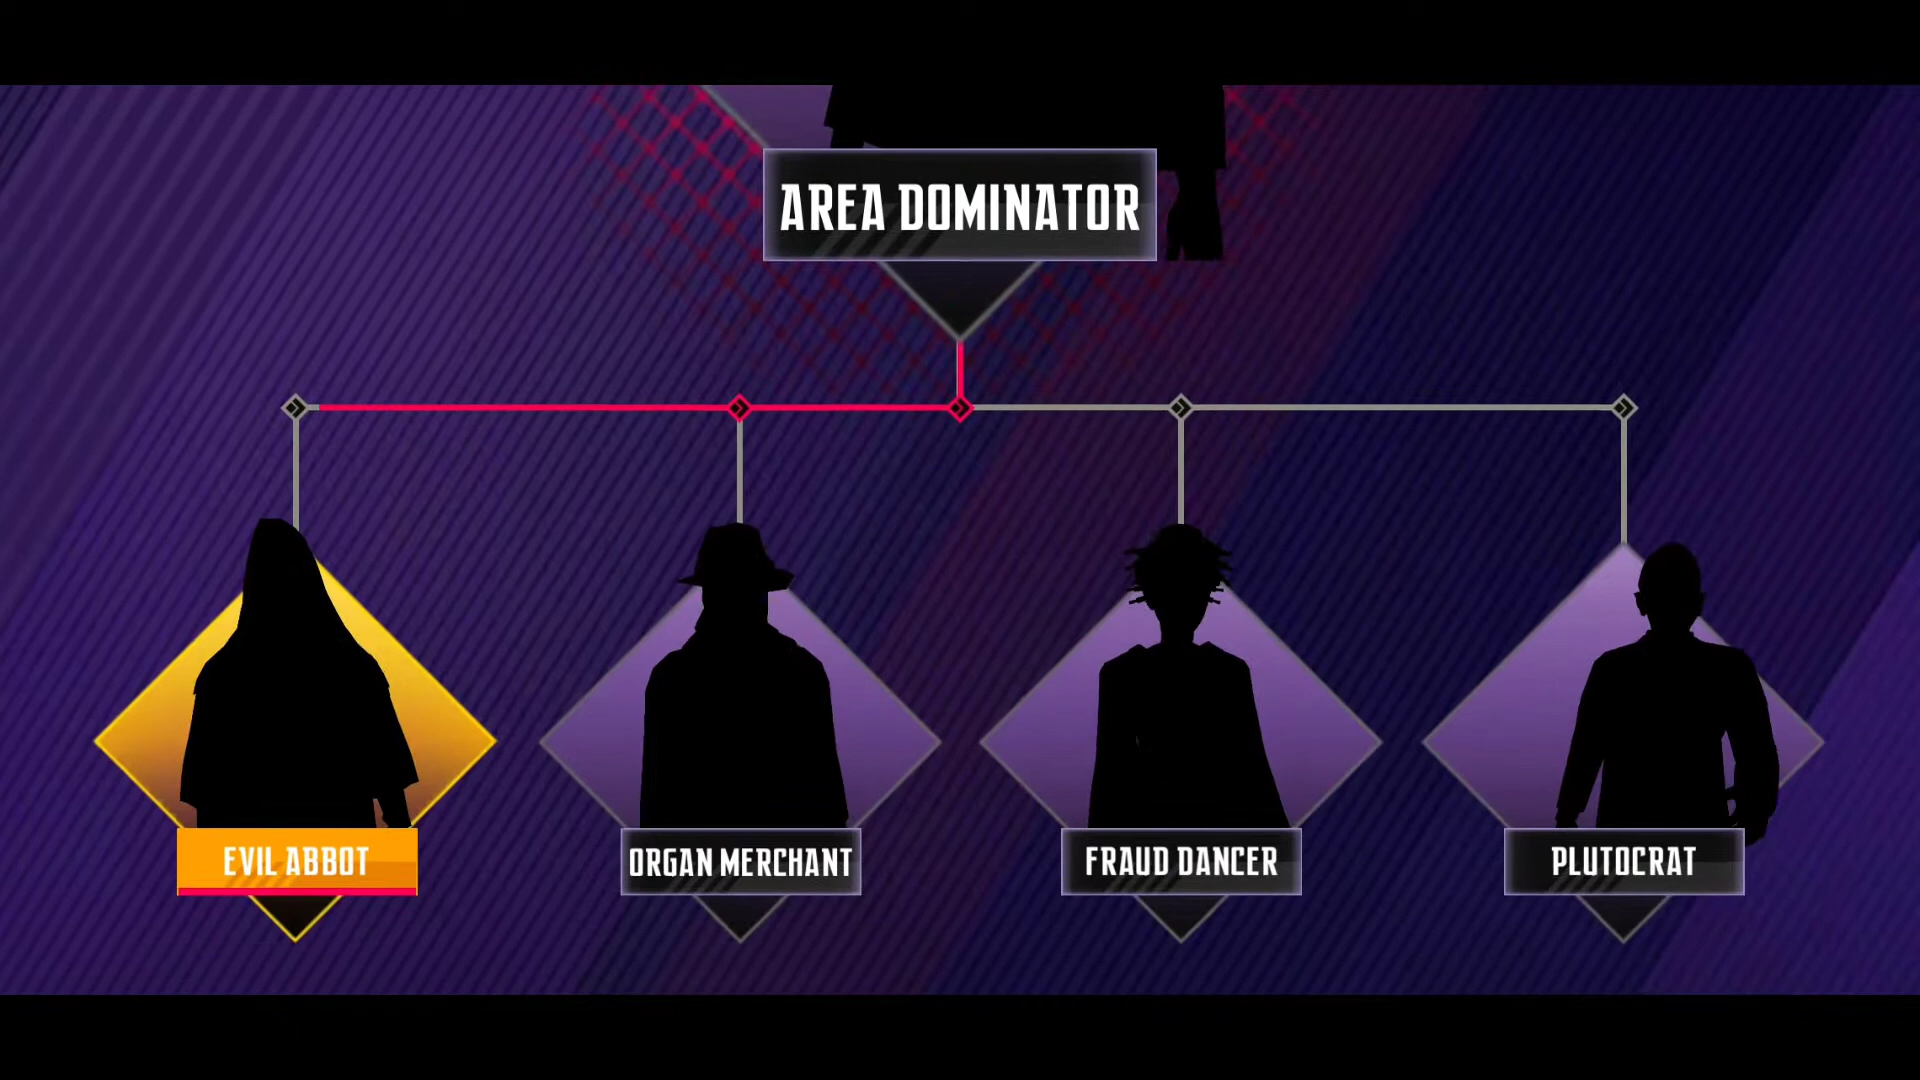 AREA DOMINATOR
EVIL ABBOT
ORGAN MERCHANT
FRAUD DANCER
PLUTOCRAT